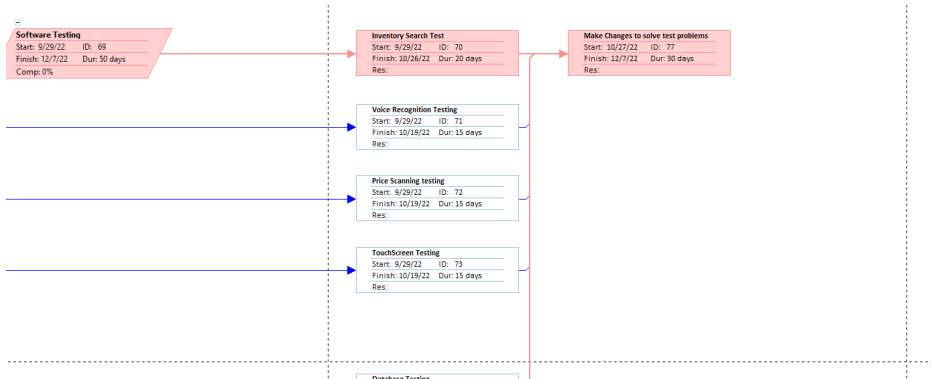 Software Testing
Start: 9/29/22 ID: 69
Finish: 12/7/22 Dur: 50 days
Comp: 0%
Inventory Search Test
Start: 9/29/22 ID: 70
Finish: 10/26/22 Dur: 20 days
Res:
Make Changes to solve test problems
Start: 10/27/22 ID: 77
Finish: 12/7/22 Dur: 30 days
Res:
Voice Recognition Testing
Start: 9/29/22 ID: 71
Finish: 10/19/22 Dur: 15 days
Res:
Price Scanning testing
Start: 9/29/22 ID: 72
Finish: 10/19/22 Dur: 15 days
Res:
TouchScreen Testing
Start: 9/29/22 ID: 73
Finish: 10/19/22 Dur: 15 days
Res:
Database Testing